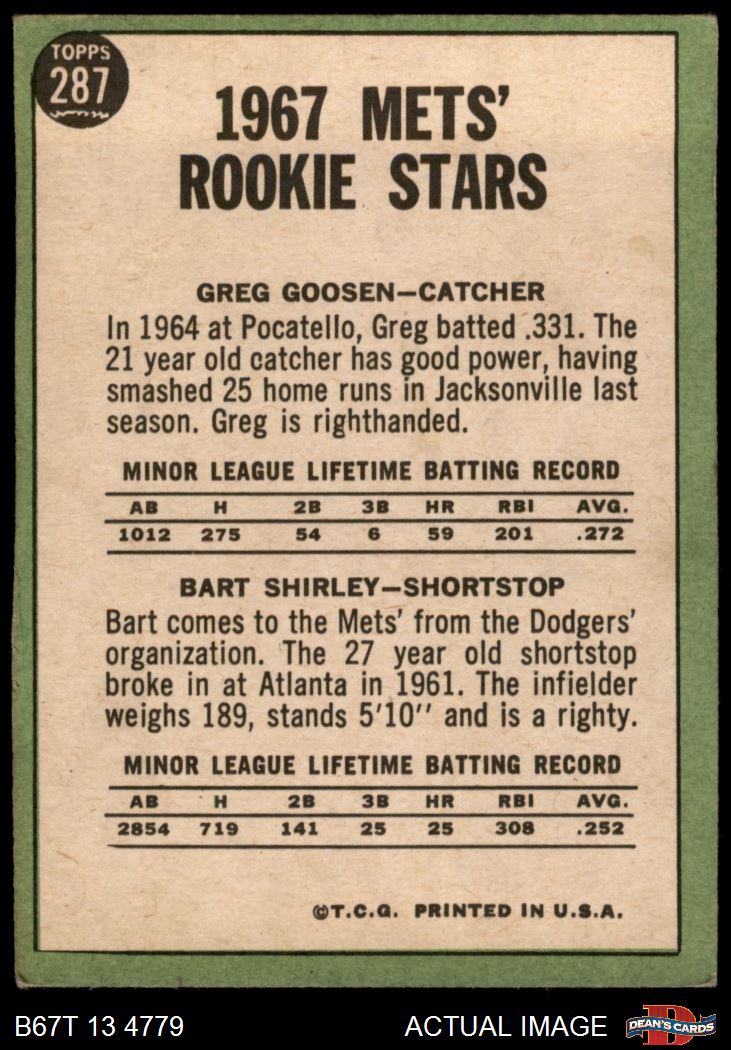 TOPPS
287
1967 METS'
ROOKIE STARS
GREG GOOSEN—CATCHER
In 1964 at Pocatello, Greg batted .331. The
21 year old catcher has good power, having
smashed 25 home runs in Jacksonville last
season. Greg is righthanded.
MINOR LEAGUE LIFETIME BATTING RECORD
AB H 2B 3B HR RBI AVG.
1012 275 54 6 59 201 .272
BART SHIRLEY—SHORTSTOP
Bart comes to the Mets' from the Dodgers'
organization. The 27 year old shortstop
broke in at Atlanta in 1961. The infielder
weighs 189, stands 5'10'' and is a righty.
MINOR LEAGUE LIFETIME BATTING RECORD
AB H 2B 3B HR RBI AVG.
2854 719 141 25 25 308 .252
©T.C.G. PRINTED IN U.S.A.
B67T 13 4779 ACTUAL IMAGE
D
DEAN'S CARDS